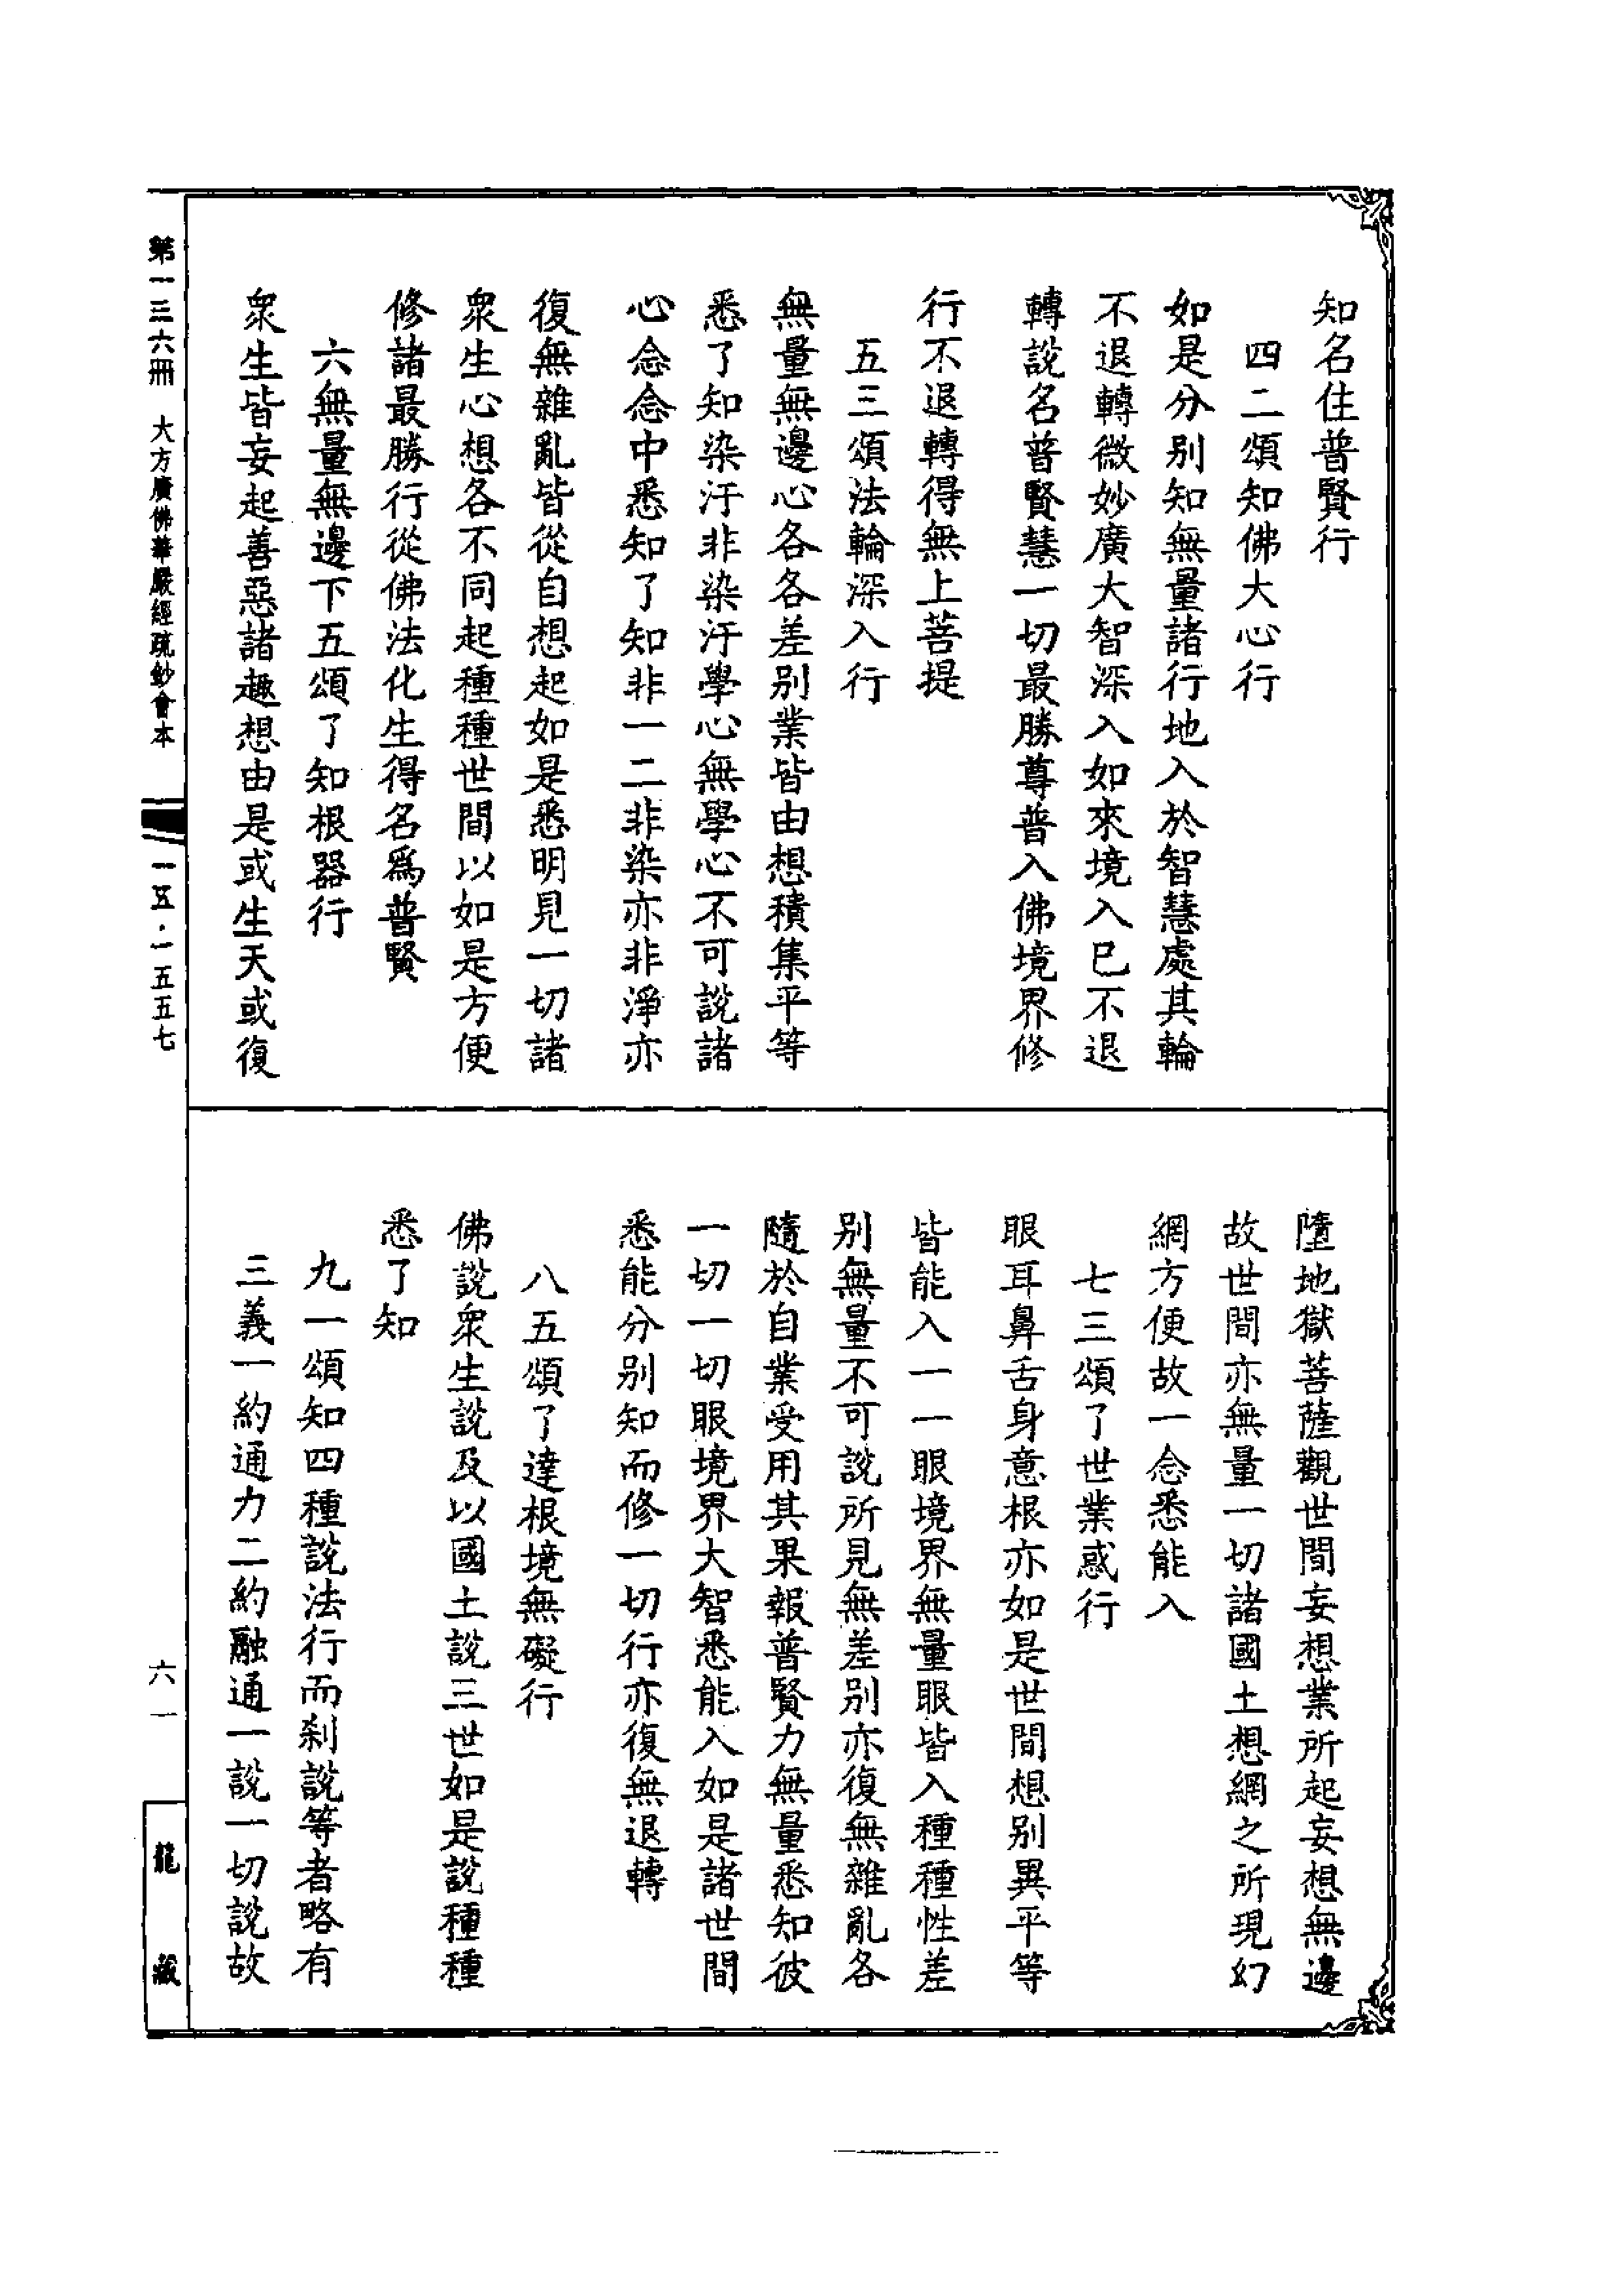 知名住普賢行
四二頌知佛大心行
如是分別知無量諸行地入於智慧處其輪
不退轉微妙廣大智深入如來境入已不退
轉說名普賢慧一切最勝尊普入佛境界修
行不退轉得無上菩提
五三頌法輪深入行
無量無邊心各各差別業皆由想積集平等
悉了知染汙非染汙學心無學心不可說諸
心念念中悉知了知非一二非染亦非淨亦
復無雜亂皆從自想起如是悉明見一切諸
衆生心想各不同起種種世間以如是方便
修諸最勝行從佛法化生得名爲普賢
六無量無邊下五頌了知根器行
衆生皆妄起善惡諸趣想由是或生天或復
墮地獄菩薩觀世間妄想業所起妄想無邊
故世間亦無量一切諸國土想網之所現幻
網方便故一念悉能入
七三頌了世業惑行
眼耳鼻舌身意根亦如是世間想別異平等
皆能入一一眼境界無量眼皆入種種性差
別無量不可說所見無差別亦復無雜亂各
隨於自業受用其果報普賢力無量悉知彼
一切一切眼境界大智悉能入如是諸世間
悉能分別知而修一切行亦復無退轉
八五頌了達根境無礙行
佛說衆生說及以國土說三世如是說種種
悉了知
九一頌知四種說法行而刹說等者略有
三義一約通力二約融通一說一切說故
第一三六冊 大方廣佛華嚴經疏鈔會本 一五·一五五七
六一
龍藏